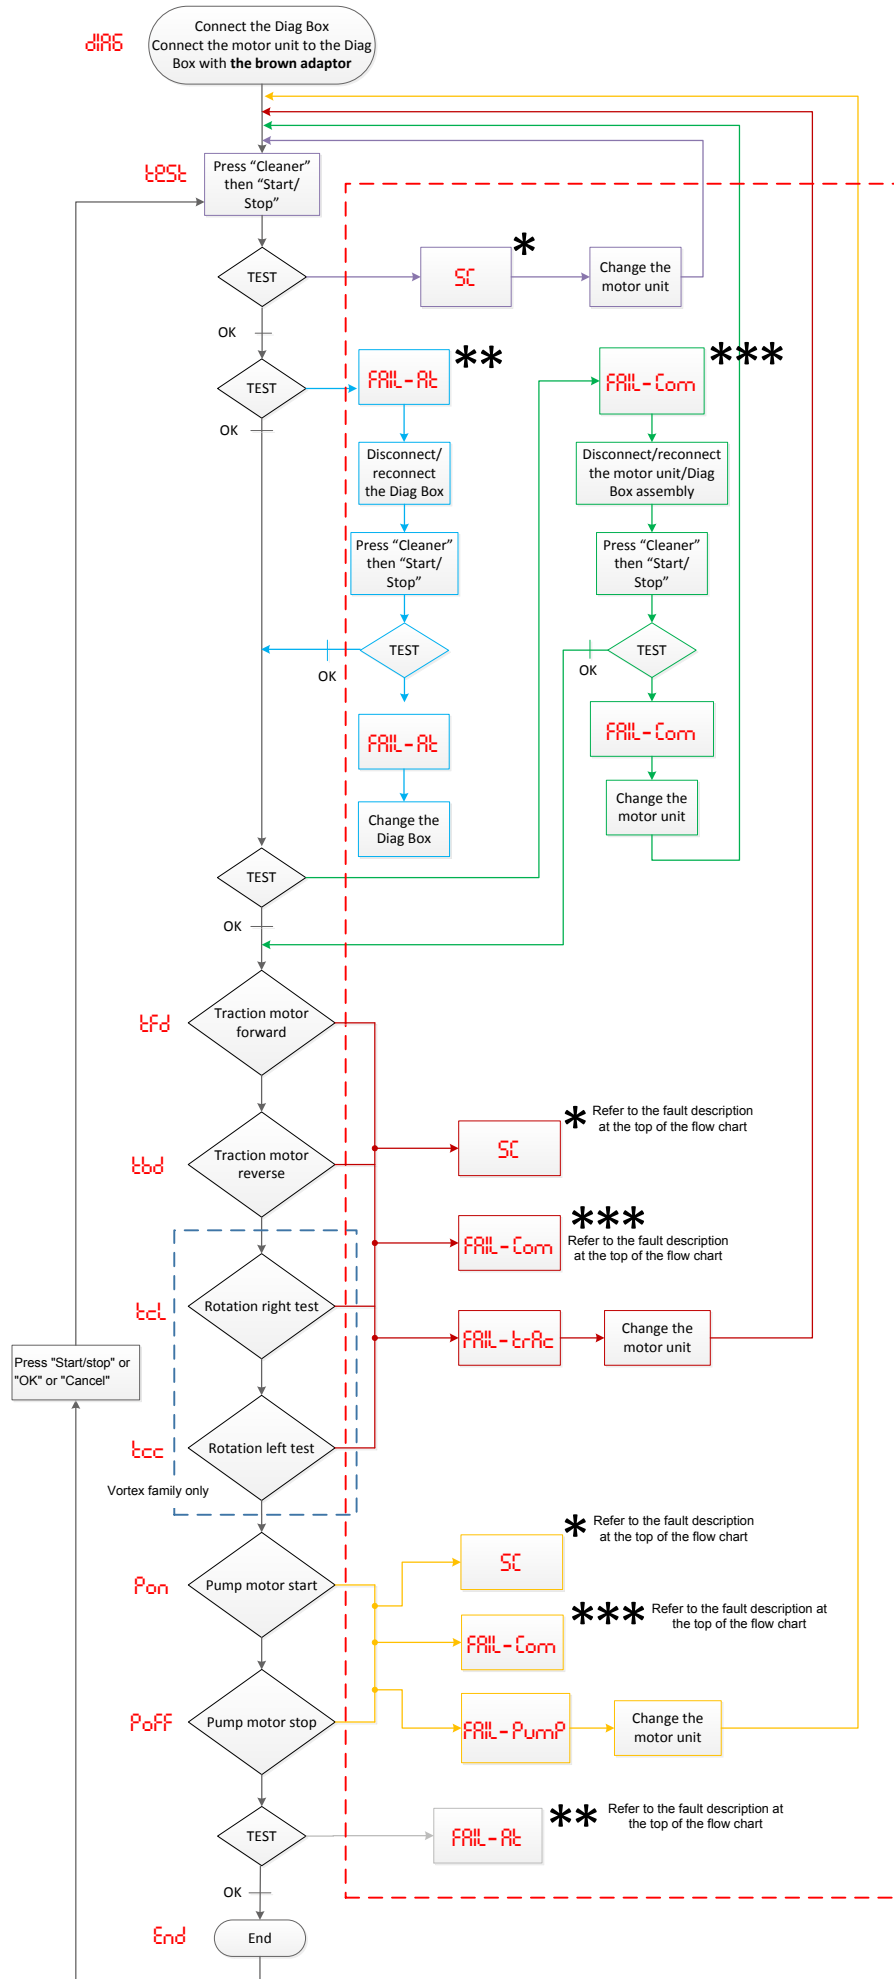 diAG
Connect the Diag Box
Connect the motor unit to the Diag
Box with the brown adaptor
test
Press “Cleaner”
then “Start/
Stop”
TEST
SC
*
Change the
motor unit
OK
TEST
FAIL-At
**
FAIL-Com
***
OK
Disconnect/
reconnect
the Diag Box
Disconnect/reconnect
the motor unit/Diag
Box assembly
Press “Cleaner”
then “Start/
Stop”
Press “Cleaner”
then “Start/
Stop”
TEST
OK
TEST
OK
FAIL-At
FAIL-Com
Change the
Diag Box
Change the
motor unit
TEST
OK
tFd
Traction motor
forward
SC
* Refer to the fault description
at the top of the flow chart
tbd
Traction motor
reverse
FAIL-Com
***
Refer to the fault description
at the top of the flow chart
tcL
Rotation right test
FAIL-trAc
Change the
motor unit
Press "Start/stop" or
"OK" or "Cancel"
tcc
Rotation left test
Vortex family only
SC
* Refer to the fault description
at the top of the flow chart
Pon
Pump motor start
FAIL-Com
*** Refer to the fault description at
the top of the flow chart
PoFF
Pump motor stop
FAIL-PumP
Change the
motor unit
TEST
FAIL-At
** Refer to the fault description at
the top of the flow chart
OK
End
End